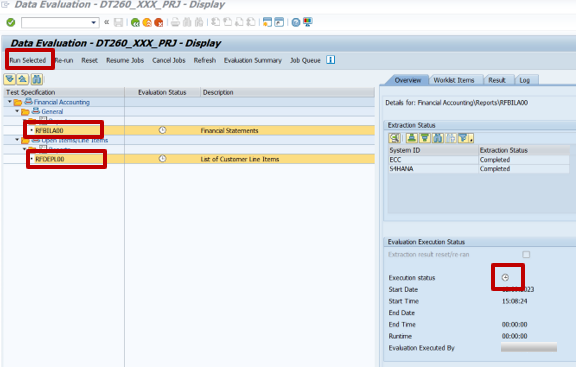 Data Evaluation - DT260_XXX_PRJ - Display
Data Evaluation - DT260_XXX_PRJ - Display
Run Selected Re-run Reset Resume Jobs Cancel Jobs Refresh Evaluation Summary Job Queue
Test Specification Evaluation Status Description
Financial Accounting
General
RFBILA00 Financial Statements
Open Items/Line Items
Reports
RFDEPL00 List of Customer Line Items
Overview Worklist Items Result Log
Details for: Financial Accounting\Reports\RFBILA00
Extraction Status
System ID Extraction Status
ECC Completed
S4HANA Completed
Evaluation Execution Status
Extraction result reset/re-ran
Execution status
Start Date 2023
Start Time 15:08:24
End Date
End Time 00:00:00
Runtime 00:00:00
Evaluation Executed By